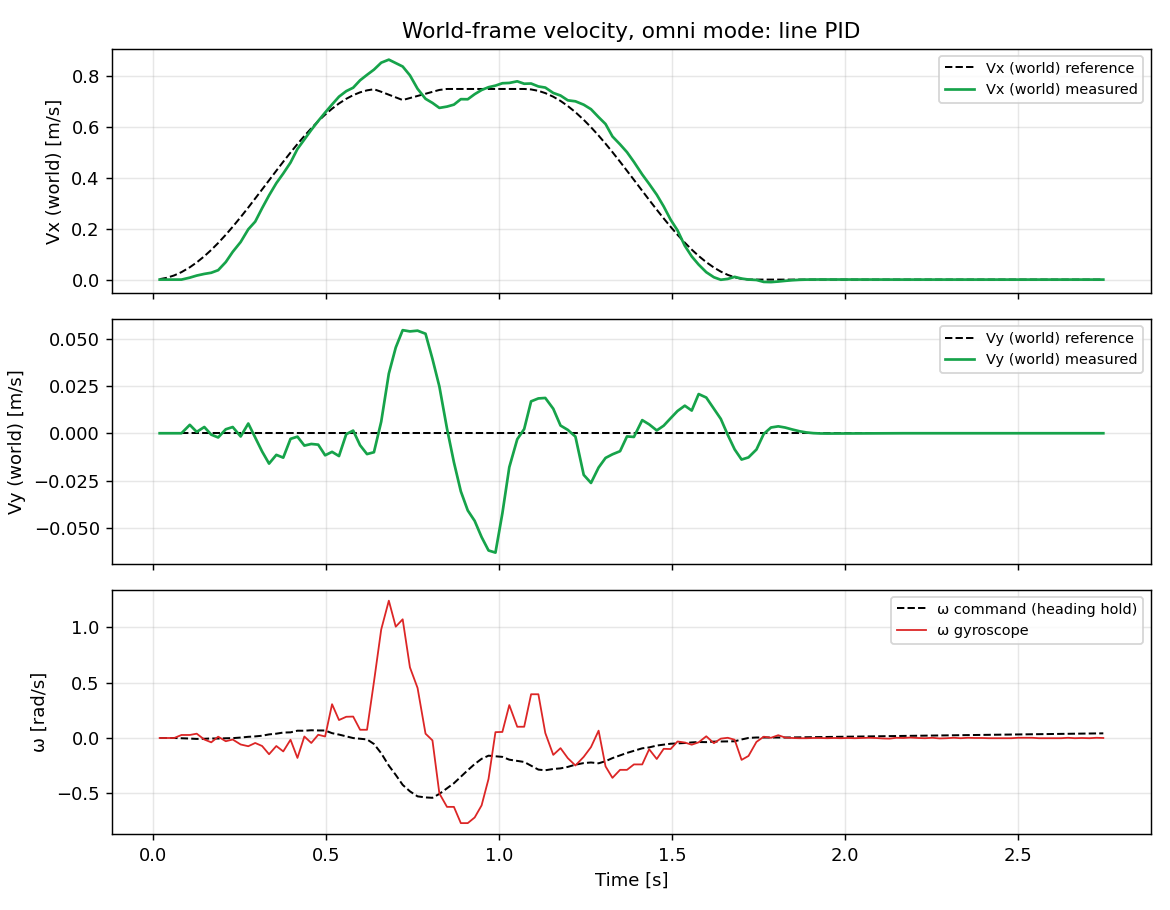 World-frame velocity, omni mode: line PID
Vx (world) [m/s]
0.8
0.6
0.4
0.2
0.0
Vx (world) reference
Vx (world) measured
Vy (world) [m/s]
0.050
0.025
0.000
−0.025
−0.050
Vy (world) reference
Vy (world) measured
ω [rad/s]
1.0
0.5
0.0
−0.5
ω command (heading hold)
ω gyroscope
0.0 0.5 1.0 1.5 2.0 2.5
Time [s]